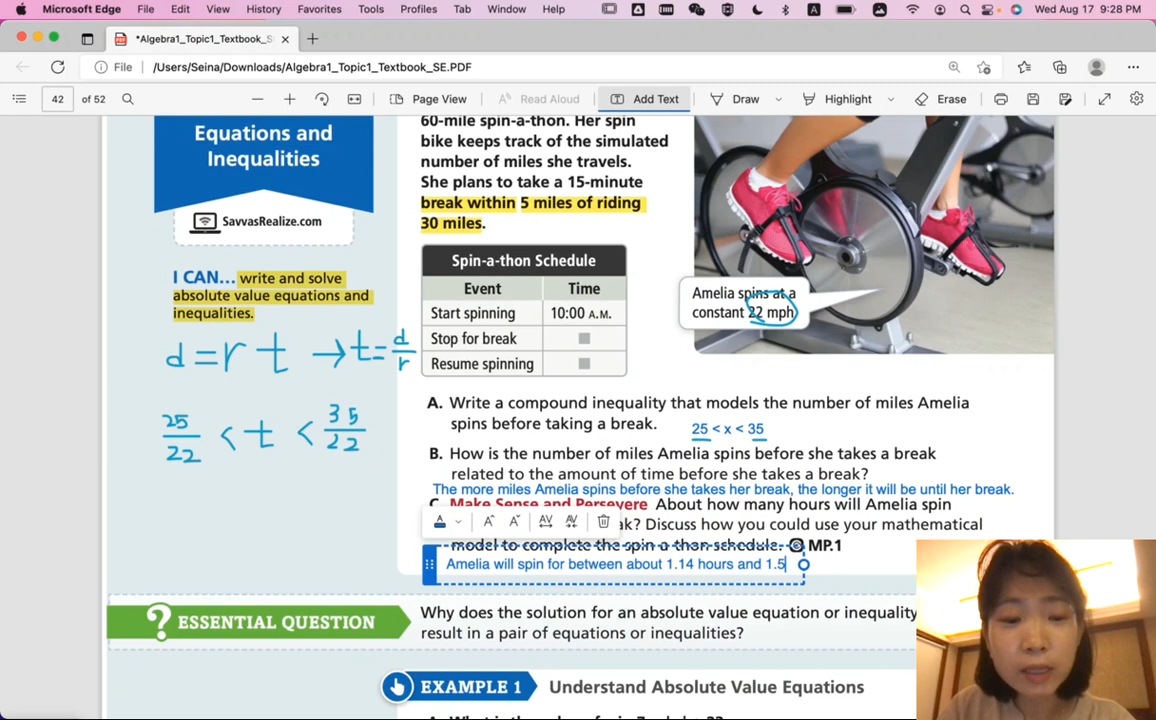 Microsoft Edge File Edit View History Favorites Tools Profiles Tab Window Help A Wed Aug 17 9:28 PM
*Algebra1_Topic1_Textbook_S
File /Users/Seina/Downloads/Algebra1_Topic1_Textbook_SE.PDF
42 of 52 Page View Read Aloud Add Text Draw Highlight Erase
Equations and
Inequalities
SavvasRealize.com
I CAN... write and solve
absolute value equations and
inequalities.
d = r t → t = d/r
25/22 < t < 35/22
60-mile spin-a-thon. Her spin
bike keeps track of the simulated
number of miles she travels.
She plans to take a 15-minute
break within 5 miles of riding
30 miles.
Spin-a-thon Schedule
Event Time
Start spinning 10:00 A.M.
Stop for break
Resume spinning
Amelia spins at a
constant 22 mph
A. Write a compound inequality that models the number of miles Amelia
spins before taking a break. 25 < x < 35
B. How is the number of miles Amelia spins before she takes a break
related to the amount of time before she takes a break?
The more miles Amelia spins before she takes her break, the longer it will be until her break.
C. Make Sense and Persevere About how many hours will Amelia spin
ak? Discuss how you could use your mathematical
model to complete the spin-a-thon schedule. MP.1
Amelia will spin for between about 1.14 hours and 1.5
? ESSENTIAL QUESTION
Why does the solution for an absolute value equation or inequality
result in a pair of equations or inequalities?
EXAMPLE 1 Understand Absolute Value Equations